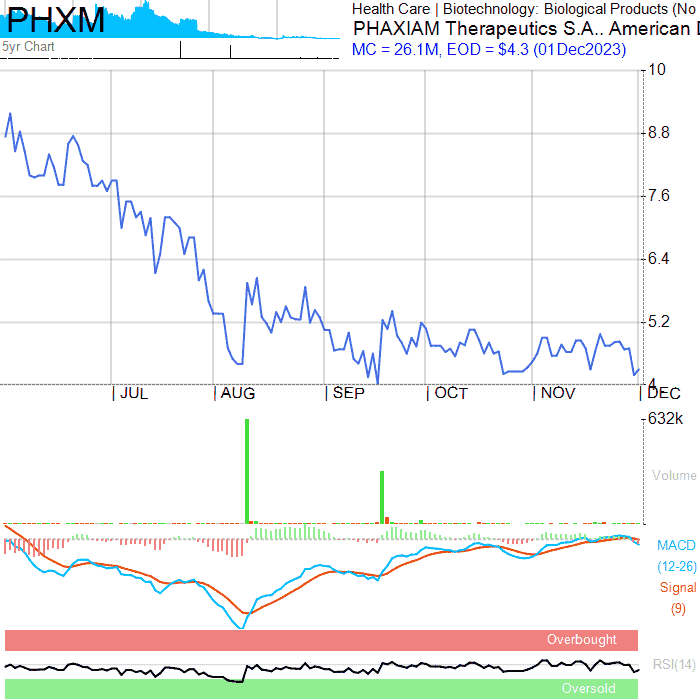 PHXM
5yr Chart
Health Care | Biotechnology: Biological Products (No
PHAXIAM Therapeutics S.A.. American
MC = 26.1M, EOD = $4.3 (01Dec2023)
10
8.8
7.6
6.4
5.2
4
JUL AUG SEP OCT NOV DEC
632k
Volume
MACD
(12-26)
Signal
(9)
Overbought
RSI(14)
Oversold